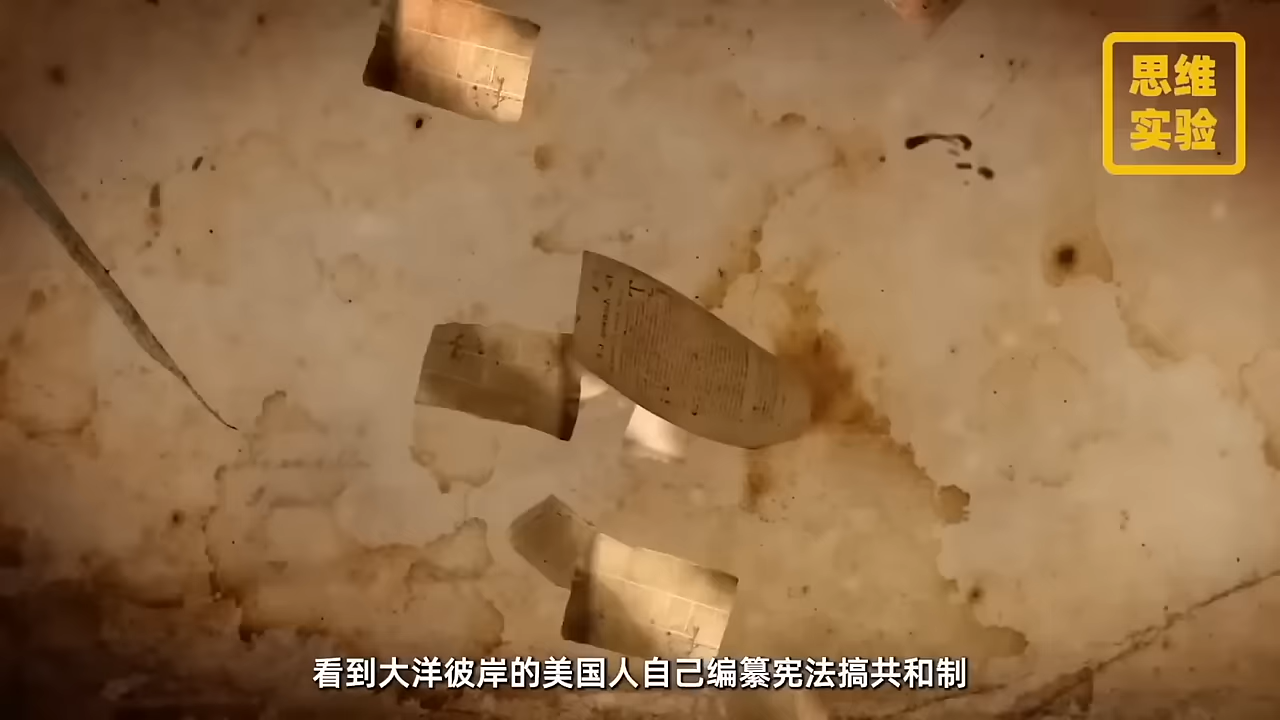 思维
实验
看到大洋彼岸的美国人自己编纂宪法搞共和制